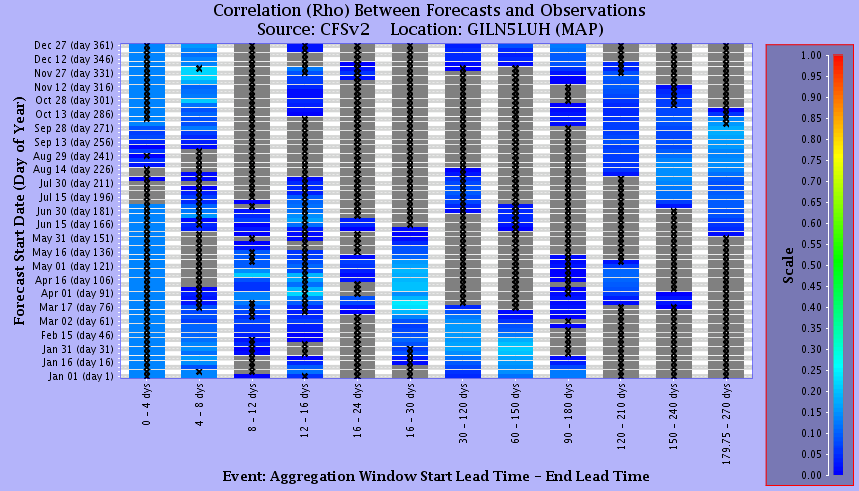 Correlation (Rho) Between Forecasts and Observations
Source: CFSv2 Location: GILN5LUH (MAP)
Forecast Start Date (Day of Year)
Dec 27 (day 361)
Dec 12 (day 346)
Nov 27 (day 331)
Nov 12 (day 316)
Oct 28 (day 301)
Oct 13 (day 286)
Sep 28 (day 271)
Sep 13 (day 256)
Aug 29 (day 241)
Aug 14 (day 226)
Jul 30 (day 211)
Jul 15 (day 196)
Jun 30 (day 181)
Jun 15 (day 166)
May 31 (day 151)
May 16 (day 136)
May 01 (day 121)
Apr 16 (day 106)
Apr 01 (day 91)
Mar 17 (day 76)
Mar 02 (day 61)
Feb 15 (day 46)
Jan 31 (day 31)
Jan 16 (day 16)
Jan 01 (day 1)
0 - 4 dys
4 - 8 dys
8 - 12 dys
12 - 16 dys
16 - 24 dys
16 - 30 dys
30 - 120 dys
60 - 150 dys
90 - 180 dys
120 - 210 dys
150 - 240 dys
179.75 - 270 dys
Event: Aggregation Window Start Lead Time - End Lead Time
Scale
1.00
0.95
0.90
0.85
0.80
0.75
0.70
0.65
0.60
0.55
0.50
0.45
0.40
0.35
0.30
0.25
0.20
0.15
0.10
0.05
0.00